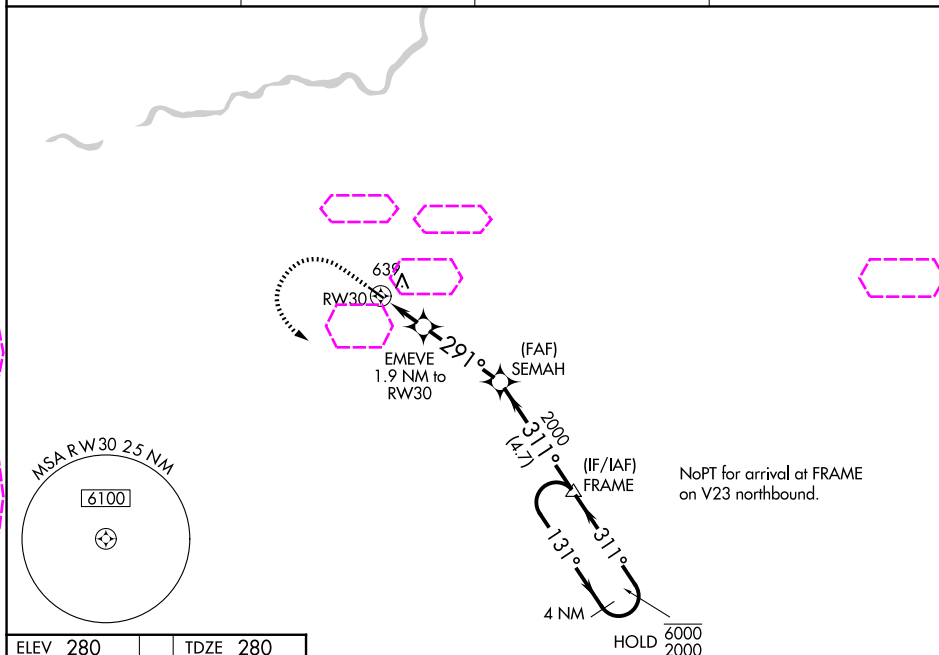 639
RW30
EMEVE
1.9 NM to
RW30
291°
(FAF)
SEMAH
2000
311°
(4.7)
(IF/IAF)
FRAME
NoPT for arrival at FRAME
on V23 northbound.
131°
311°
4 NM
HOLD 6000
2000
MSA RW30 25 NM
6100
ELEV 280
TDZE 280